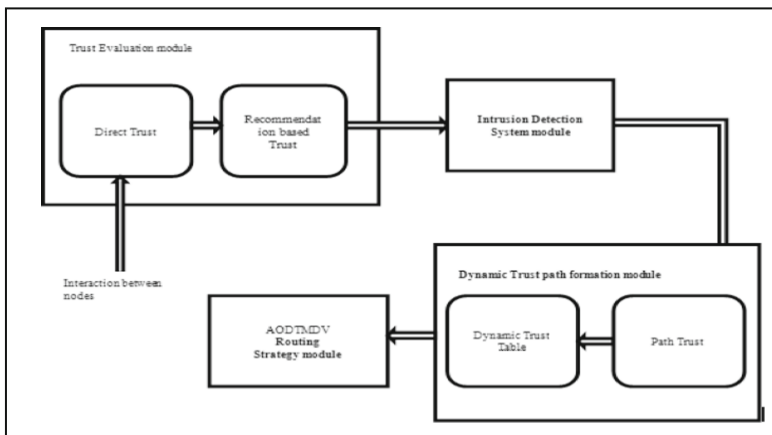 Trust Evaluation module
Direct Trust
Recommendat
ion based
Trust
Intrusion Detection
System module
Interaction between
nodes
Dynamic Trust path formation module
AODTMDV
Routing
Strategy module
Dynamic Trust
Table
Path Trust